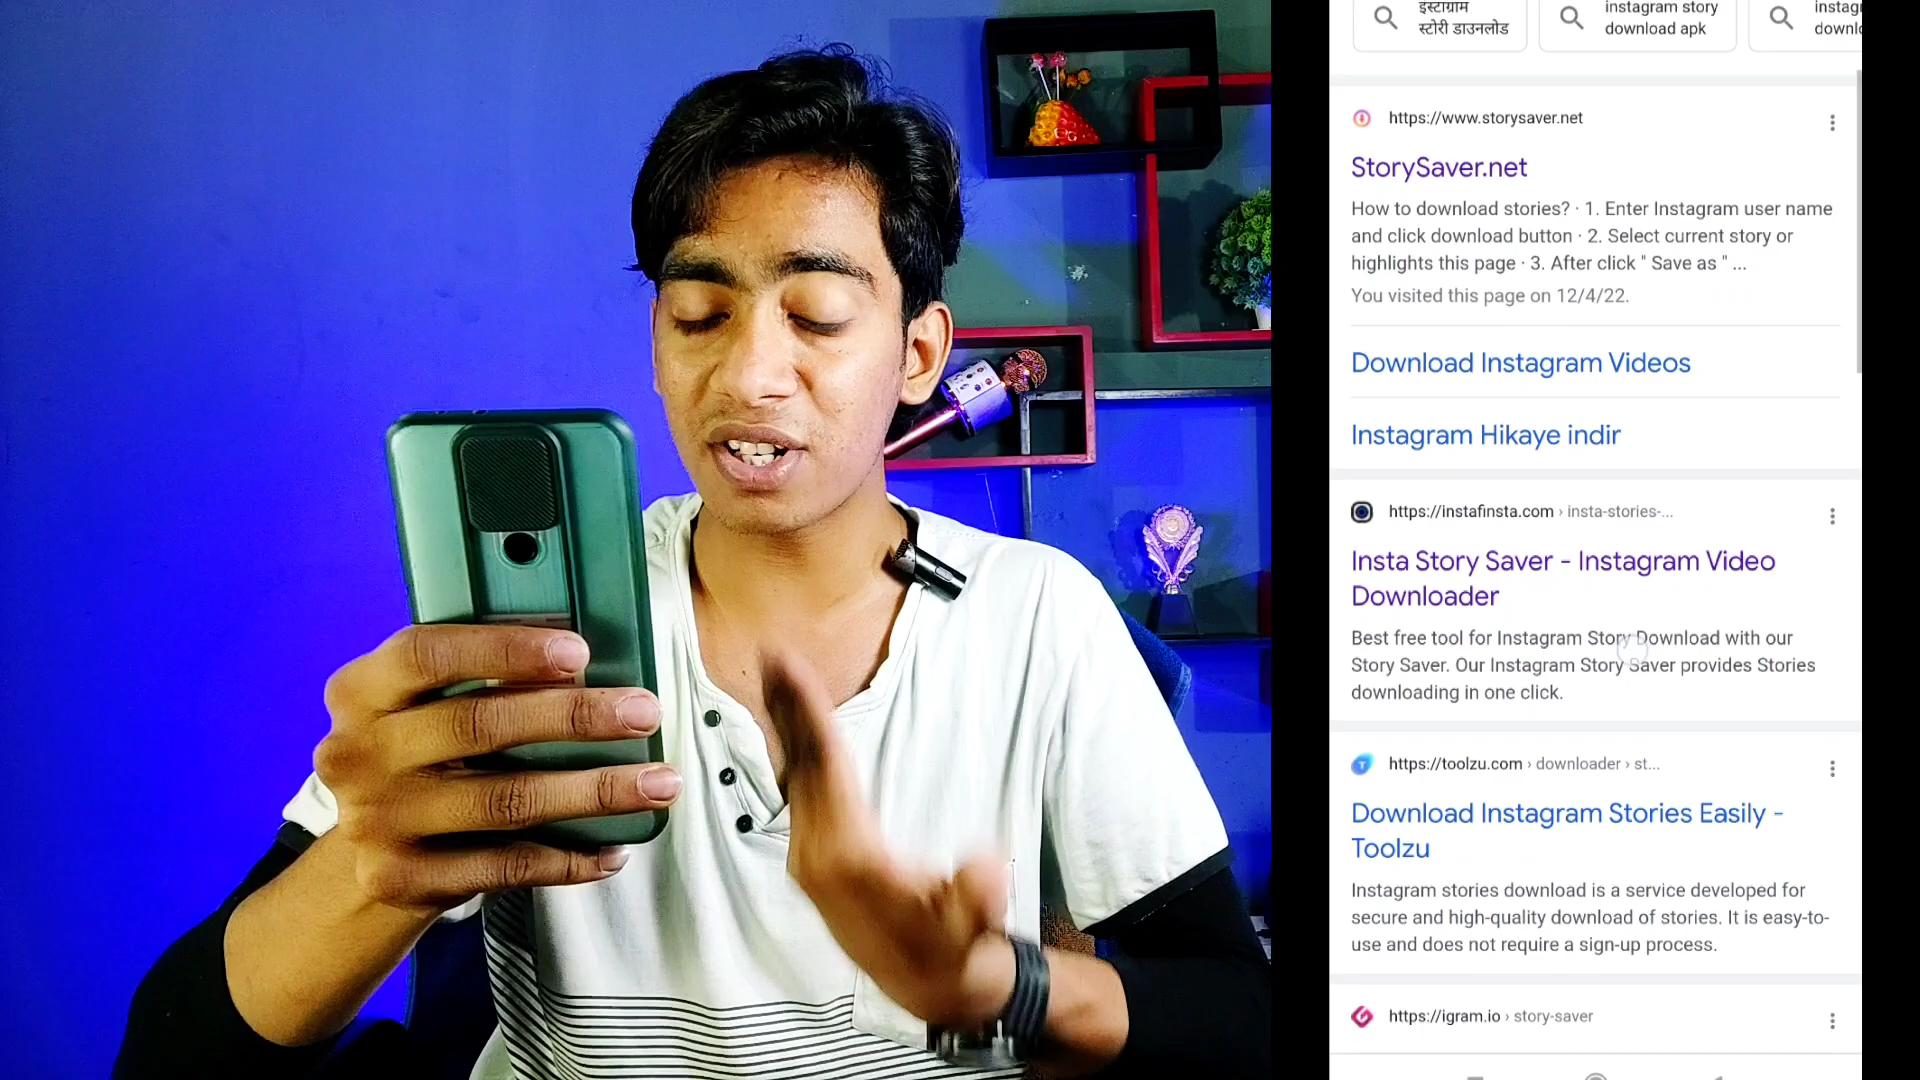 इंस्टाग्राम
स्टोरी डाउनलोड
instagram story
download apk
https://www.storysaver.net
StorySaver.net
How to download stories? · 1. Enter Instagram user name
and click download button · 2. Select current story or
highlights this page · 3. After click " Save as " ...
You visited this page on 12/4/22.
Download Instagram Videos
Instagram Hikaye indir
https://instafinsta.com › insta-stories-...
Insta Story Saver - Instagram Video
Downloader
Best free tool for Instagram Story Download with our
Story Saver. Our Instagram Story Saver provides Stories
downloading in one click.
https://toolzu.com › downloader › st...
Download Instagram Stories Easily -
Toolzu
Instagram stories download is a service developed for
secure and high-quality download of stories. It is easy-to-
use and does not require a sign-up process.
https://igram.io › story-saver